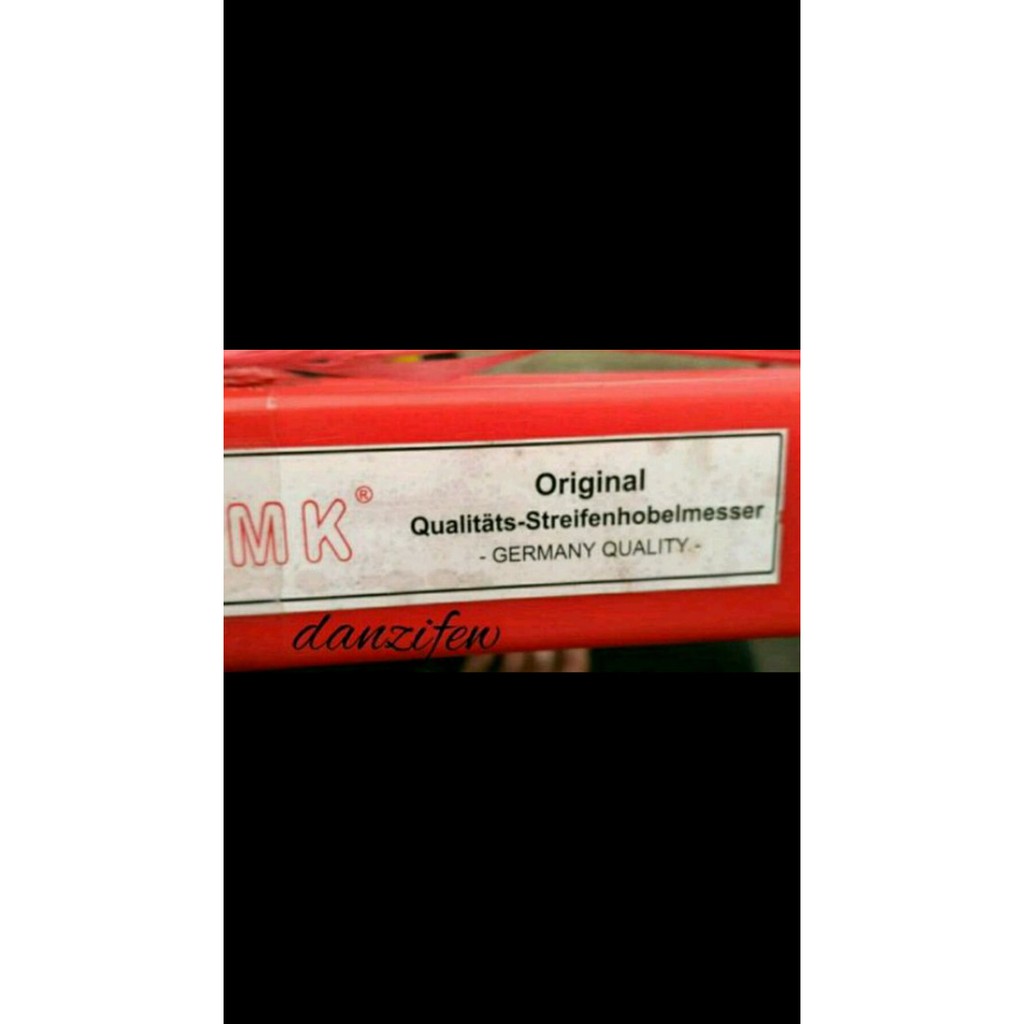 MK®
Original
Qualitäts-Streifenhobelmesser
- GERMANY QUALITY -
danzifew